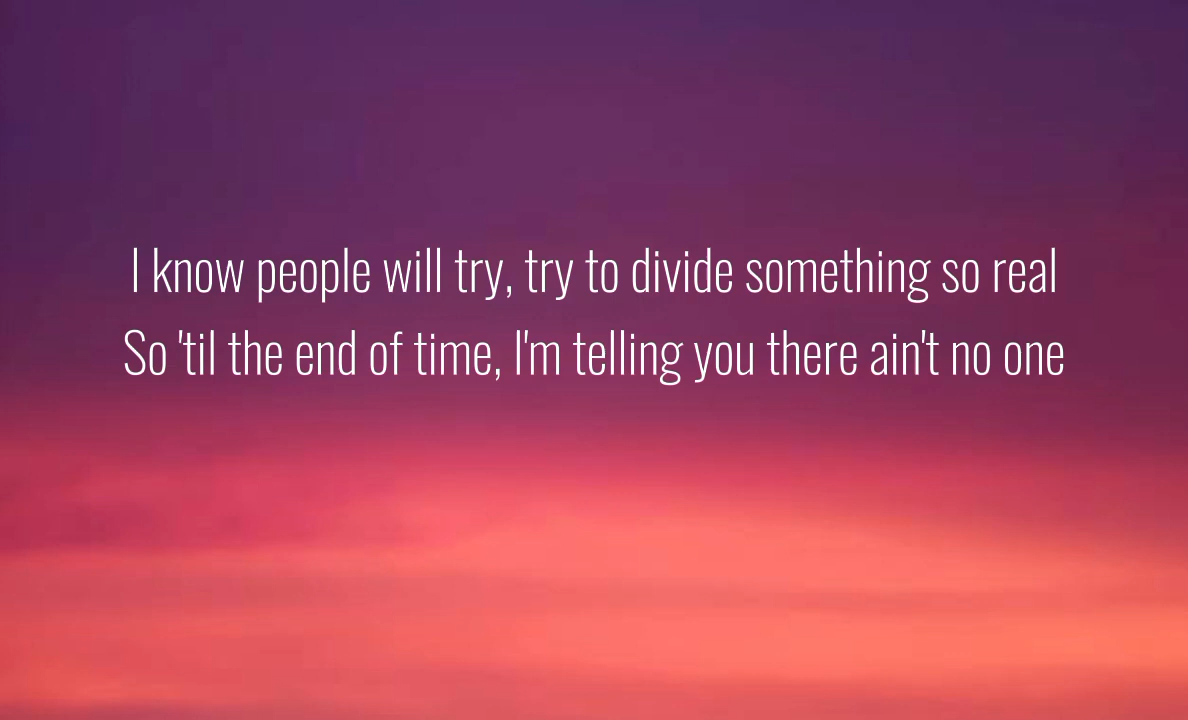 I know people will try, try to divide something so real
So 'til the end of time, I'm telling you there ain't no one